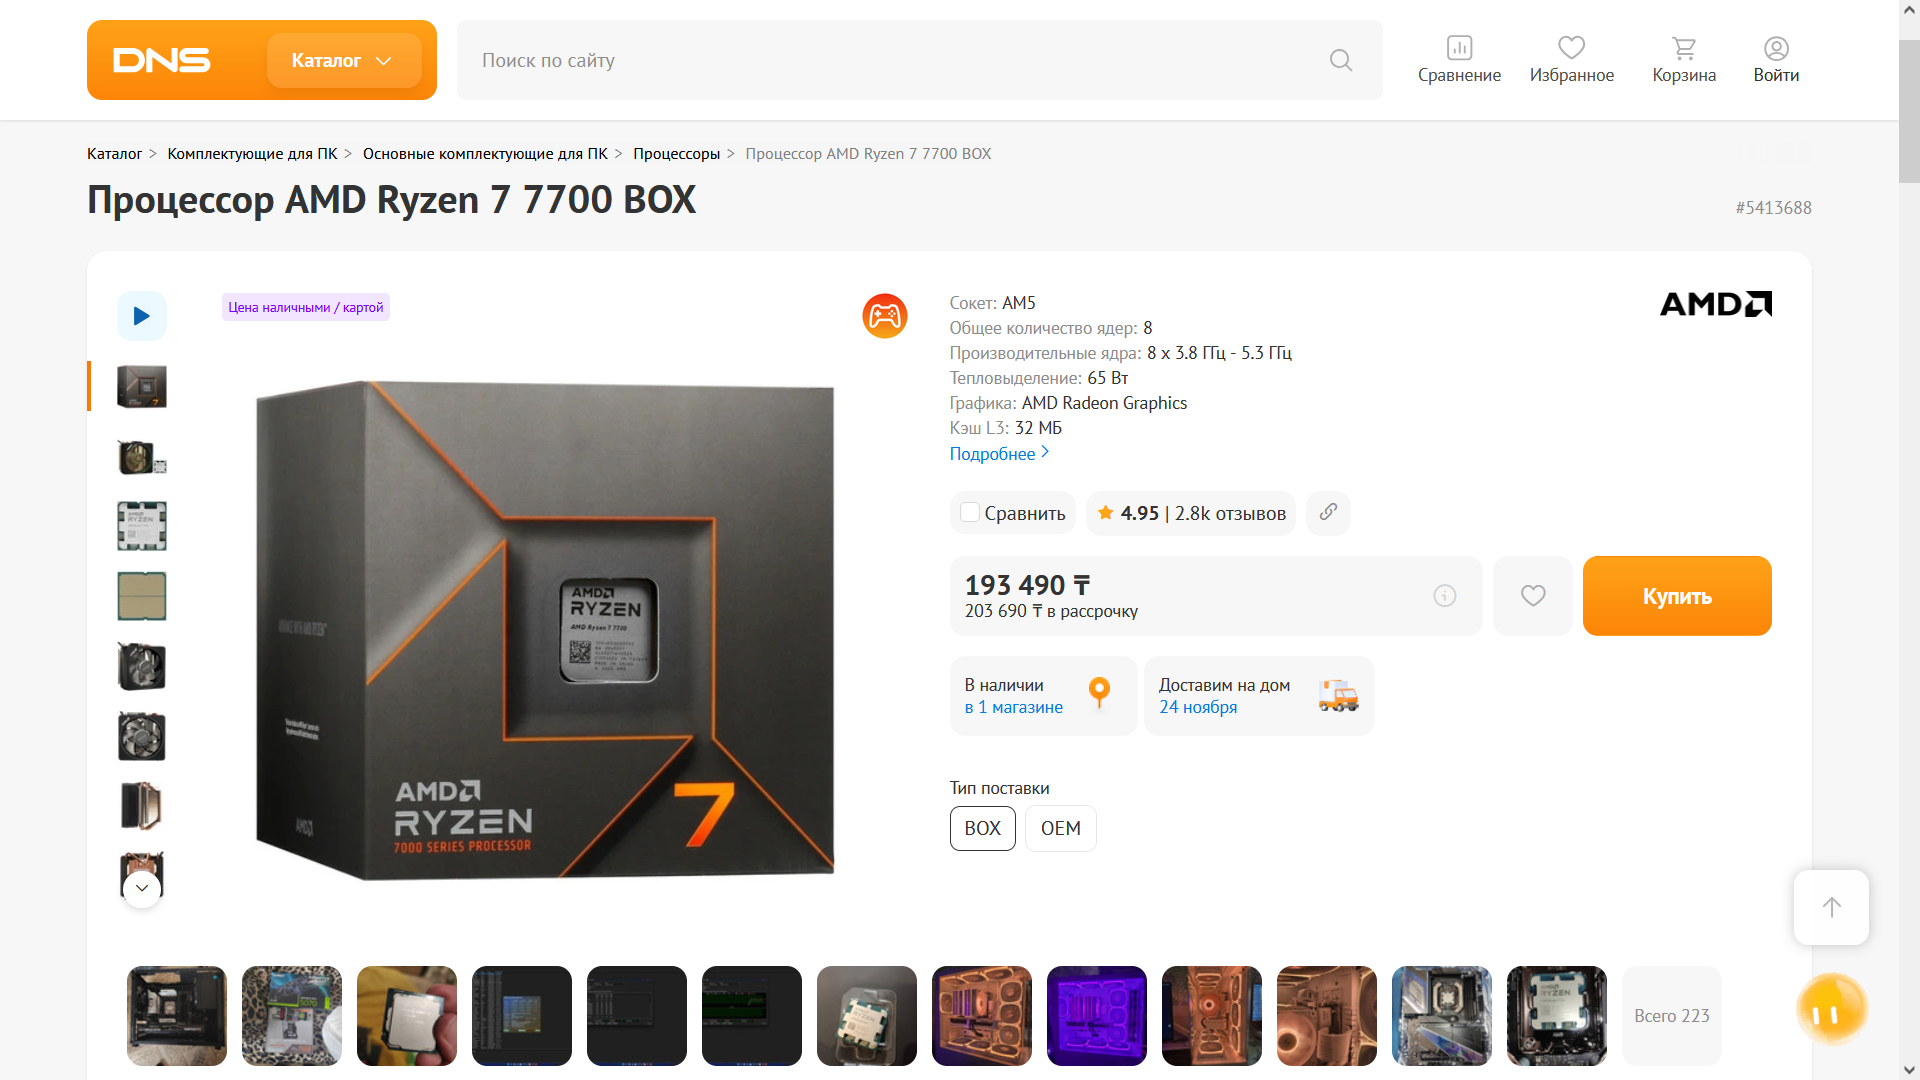 DNS
Каталог
Поиск по сайту
Сравнение
Избранное
Корзина
Войти
Каталог > Комплектующие для ПК > Основные комплектующие для ПК > Процессоры > Процессор AMD Ryzen 7 7700 BOX
Процессор AMD Ryzen 7 7700 BOX
#5413688
Цена наличными / картой
AMD
RYZEN
AMD Ryzen 7 7700
AMD
RYZEN
7000 SERIES PROCESSOR
7
AMD
Сокет: AM5
Общее количество ядер: 8
Производительные ядра: 8 x 3.8 ГГц - 5.3 ГГц
Тепловыделение: 65 Вт
Графика: AMD Radeon Graphics
Кэш L3: 32 МБ
Подробнее
AMD
Сравнить
4.95 | 2.8k отзывов
193 490 ₸
203 690 ₸ в рассрочку
Купить
В наличии
в 1 магазине
Доставим на дом
24 ноября
Тип поставки
BOX
OEM
Всего 223